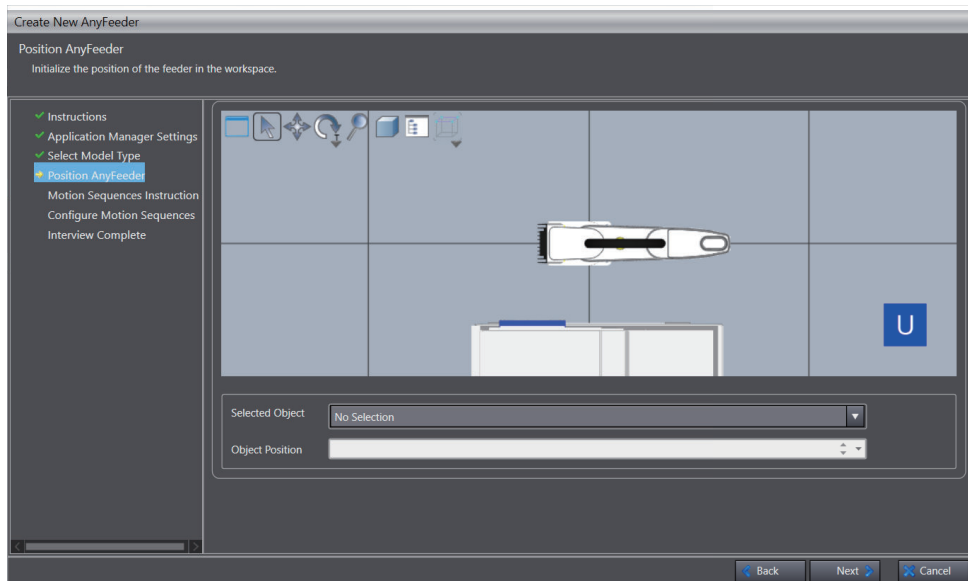 Create New AnyFeeder
Position AnyFeeder
Initialize the position of the feeder in the workspace.
Instructions
Application Manager Settings
Select Model Type
Position AnyFeeder
Motion Sequences Instruction
Configure Motion Sequences
Interview Complete
U
Selected Object
No Selection
Object Position
Back
Next
Cancel